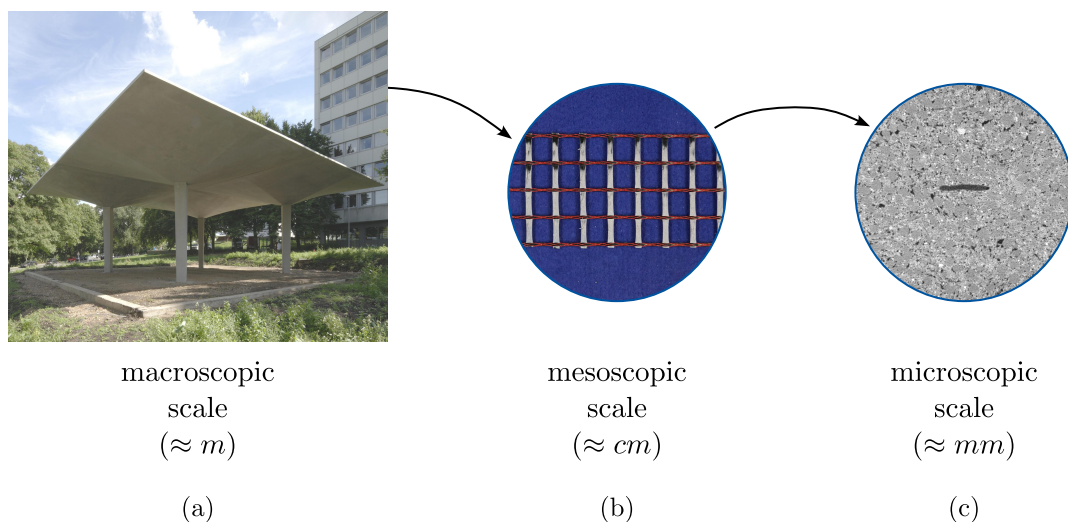 macroscopic
scale
(≈ m)
mesoscopic
scale
(≈ cm)
microscopic
scale
(≈ mm)
(a)
(b)
(c)